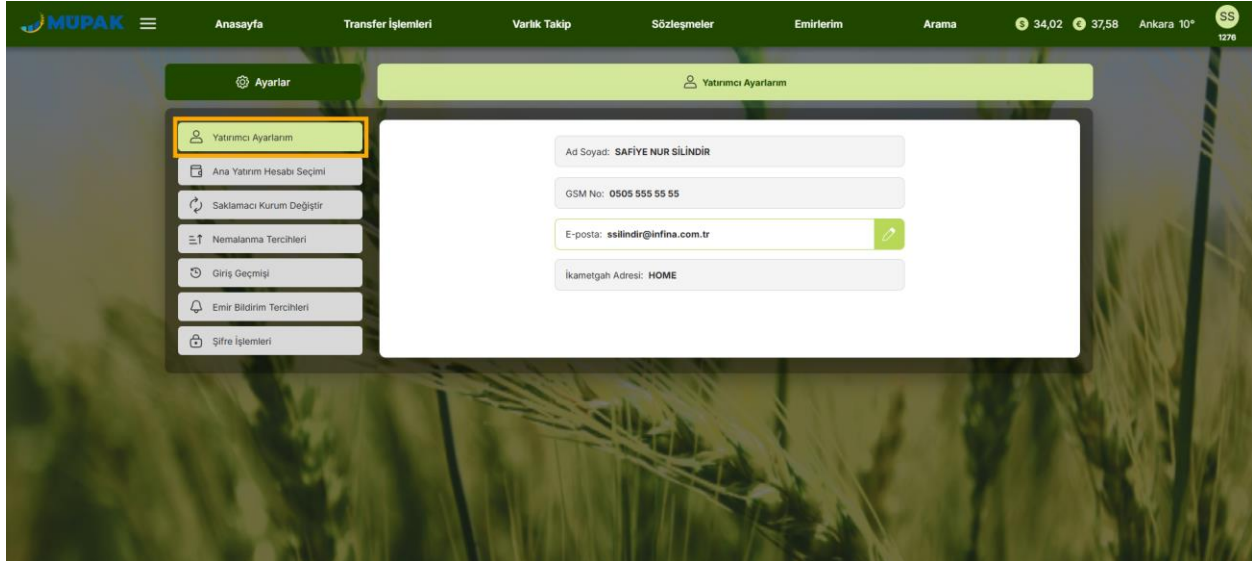 MUPAK
Anasayfa
Transfer İşlemleri
Varlık Takip
Sözleşmeler
Emirlerim
Arama
$ 34,02 € 37,58
Ankara 10°
SS
1276
Ayarlar
Yatırımcı Ayarlarım
Yatırımcı Ayarlarım
Ana Yatırım Hesabı Seçimi
Saklamacı Kurum Değiştir
Nemalanma Tercihleri
Giriş Geçmişi
Emir Bildirim Tercihleri
Şifre İşlemleri
Ad Soyad: SAFİYE NUR SİLİNDİR
GSM No: 0505 555 55 55
E-posta: ssilindir@infina.com.tr
İkametgah Adresi: HOME